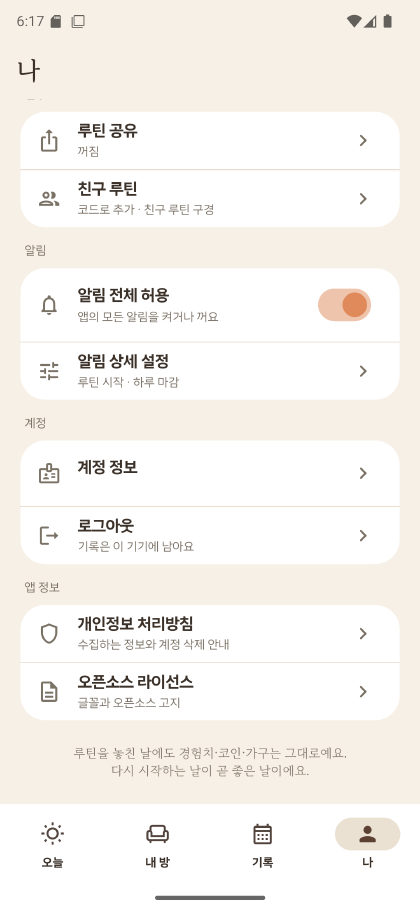 6:17
나
루틴 공유
꺼짐
친구 루틴
코드로 추가 · 친구 루틴 구경
알림
알림 전체 허용
앱의 모든 알림을 켜거나 꺼요
알림 상세 설정
루틴 시작 · 하루 마감
계정
계정 정보
로그아웃
기록은 이 기기에 남아요
앱 정보
개인정보 처리방침
수집하는 정보와 계정 삭제 안내
오픈소스 라이선스
글꼴과 오픈소스 고지
루틴을 놓친 날에도 경험치·코인·가구는 그대로예요.
다시 시작하는 날이 곧 좋은 날이에요.
오늘
내 방
기록
나